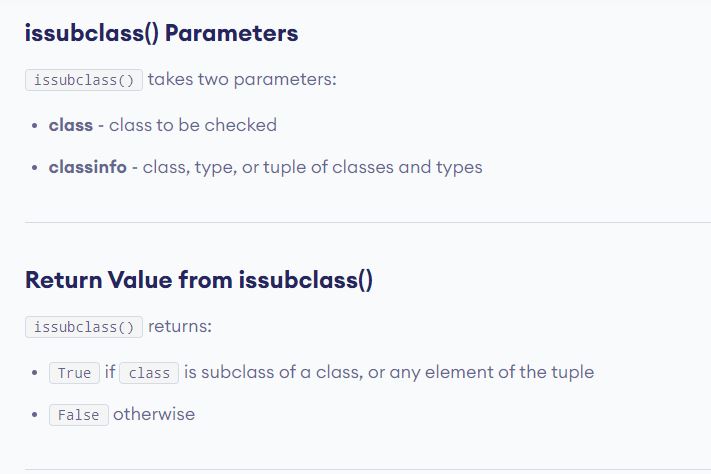 issubclass() Parameters
issubclass() takes two parameters:
• class - class to be checked
• classinfo - class, type, or tuple of classes and types
Return Value from issubclass()
issubclass() returns:
• True if class is subclass of a class, or any element of the tuple
• False otherwise